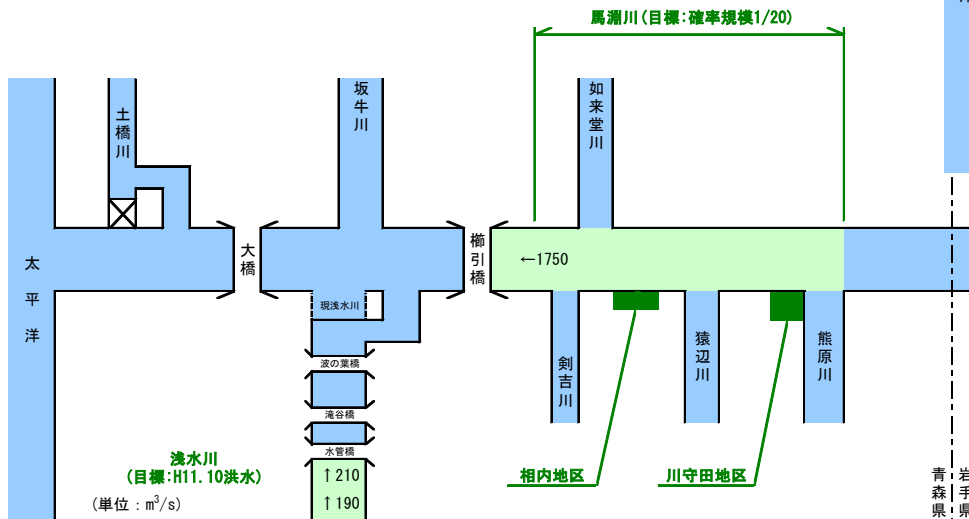 馬淵川(目標:確率規模1/20)
土橋川
坂牛川
如来堂川
太平洋
大橋
櫛引橋
←1750
現浅水川
波の葉橋
滝谷橋
水管橋
剣吉川
猿辺川
熊原川
浅水川
(目標:H11.10洪水)
(単位：m³/s)
↑210
↑190
相内地区
川守田地区
青森県
岩手県